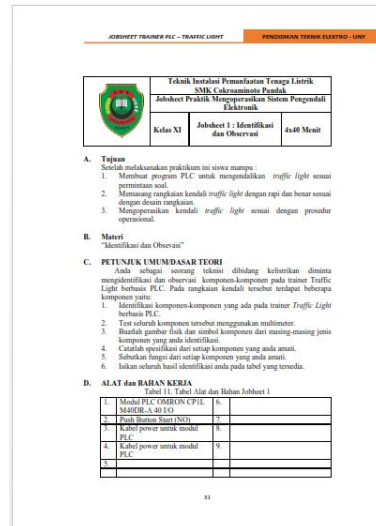 JOBSHEET TRAINER PLC – TRAFFIC LIGHT
PENDIDIKAN TEKNIK ELEKTRO - UNY
Teknik Instalasi Pemanfaatan Tenaga Listrik
SMK Cokroaminoto Pandak
Jobsheet Praktik Mengoperasikan Sistem Pengendali
Elektronik
Kelas XI
Jobsheet 1 : Identifikasi
dan Observasi
4x40 Menit
A. Tujuan
Setelah melaksanakan praktikum ini siswa mampu :
1. Membuat program PLC untuk mengendalikan traffic light sesuai
permintaan soal.
2. Memasang rangkaian kendali traffic light dengan rapi dan benar sesuai
dengan desain rangkaian.
3. Mengoperasikan kendali traffic light sesuai dengan prosedur
operasional.
B. Materi
"Identifikasi dan Obsevasi"
C. PETUNJUK UMUM/DASAR TEORI
Anda sebagai seorang teknisi dibidang kelistrikan diminta
mengidentifikasi dan observasi komponen-komponen pada trainer Traffic
Light berbasis PLC. Pada rangkaian kendali tersebut terdapat beberapa
komponen yaitu:
1. Identifikasi komponen-komponen yang ada pada trainer Traffic Light
berbasis PLC.
2. Test seluruh komponen tersebut menggunakan multimeter.
3. Buatlah gambar fisik dan simbol komponen dari masing-masing jenis
komponen yang anda identifikasi.
4. Catatlah spesifikasi dari setiap komponen yang anda amati.
5. Sebutkan fungsi dari setiap komponen yang anda amati.
6. Isikan seluruh hasil identifikasi anda pada tabel yang tersedia.
D. ALAT dan BAHAN KERJA
Tabel 11. Tabel Alat dan Bahan Jobheet 1
1. Modul PLC OMRON CP1L
M40DR-A 40 I/O
6.
2. Push Button Start (NO) 7.
3. Kabel power untuk modul
PLC
8.
4. Kabel power untuk modul
PLC
9.
5.
31